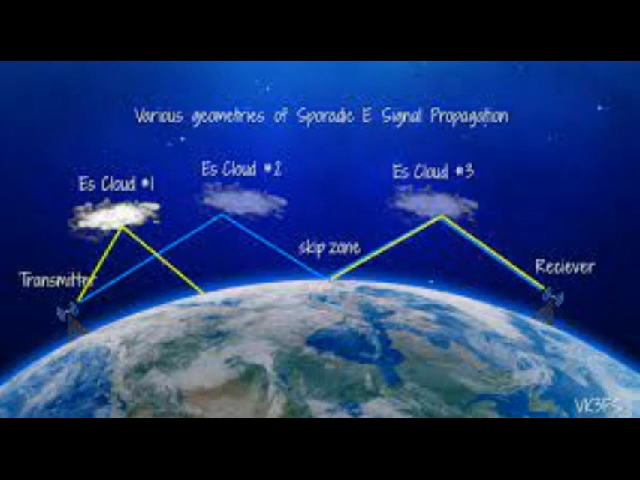 Various geometries of Sporadic E Signal Propagation
Es Cloud #1
Es Cloud #2
Es Cloud #3
skip zone
Transmitter
Reciever
VK3FS